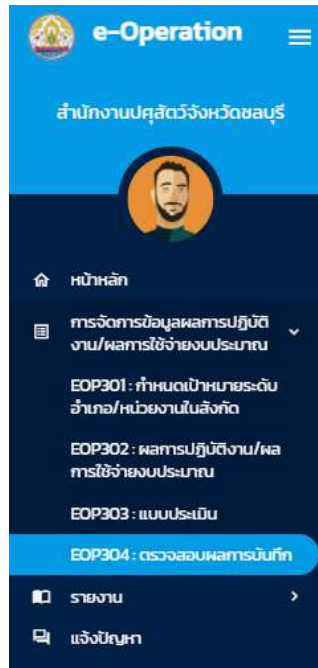 e-Operation
สำนักงานปศุสัตว์จังหวัดชลบุรี
หน้าหลัก
การจัดการข้อมูลผลการปฏิบัติ
งาน/ผลการใช้จ่ายงบประมาณ
EOP301 : กำหนดเป้าหมายระดับ
อำเภอ/หน่วยงานในสังกัด
EOP302 : ผลการปฏิบัติงาน/ผล
การใช้จ่ายงบประมาณ
EOP303 : แบบประเมิน
EOP304 : ตรวจสอบผลการบันทึก
รายงาน
แจ้งปัญหา